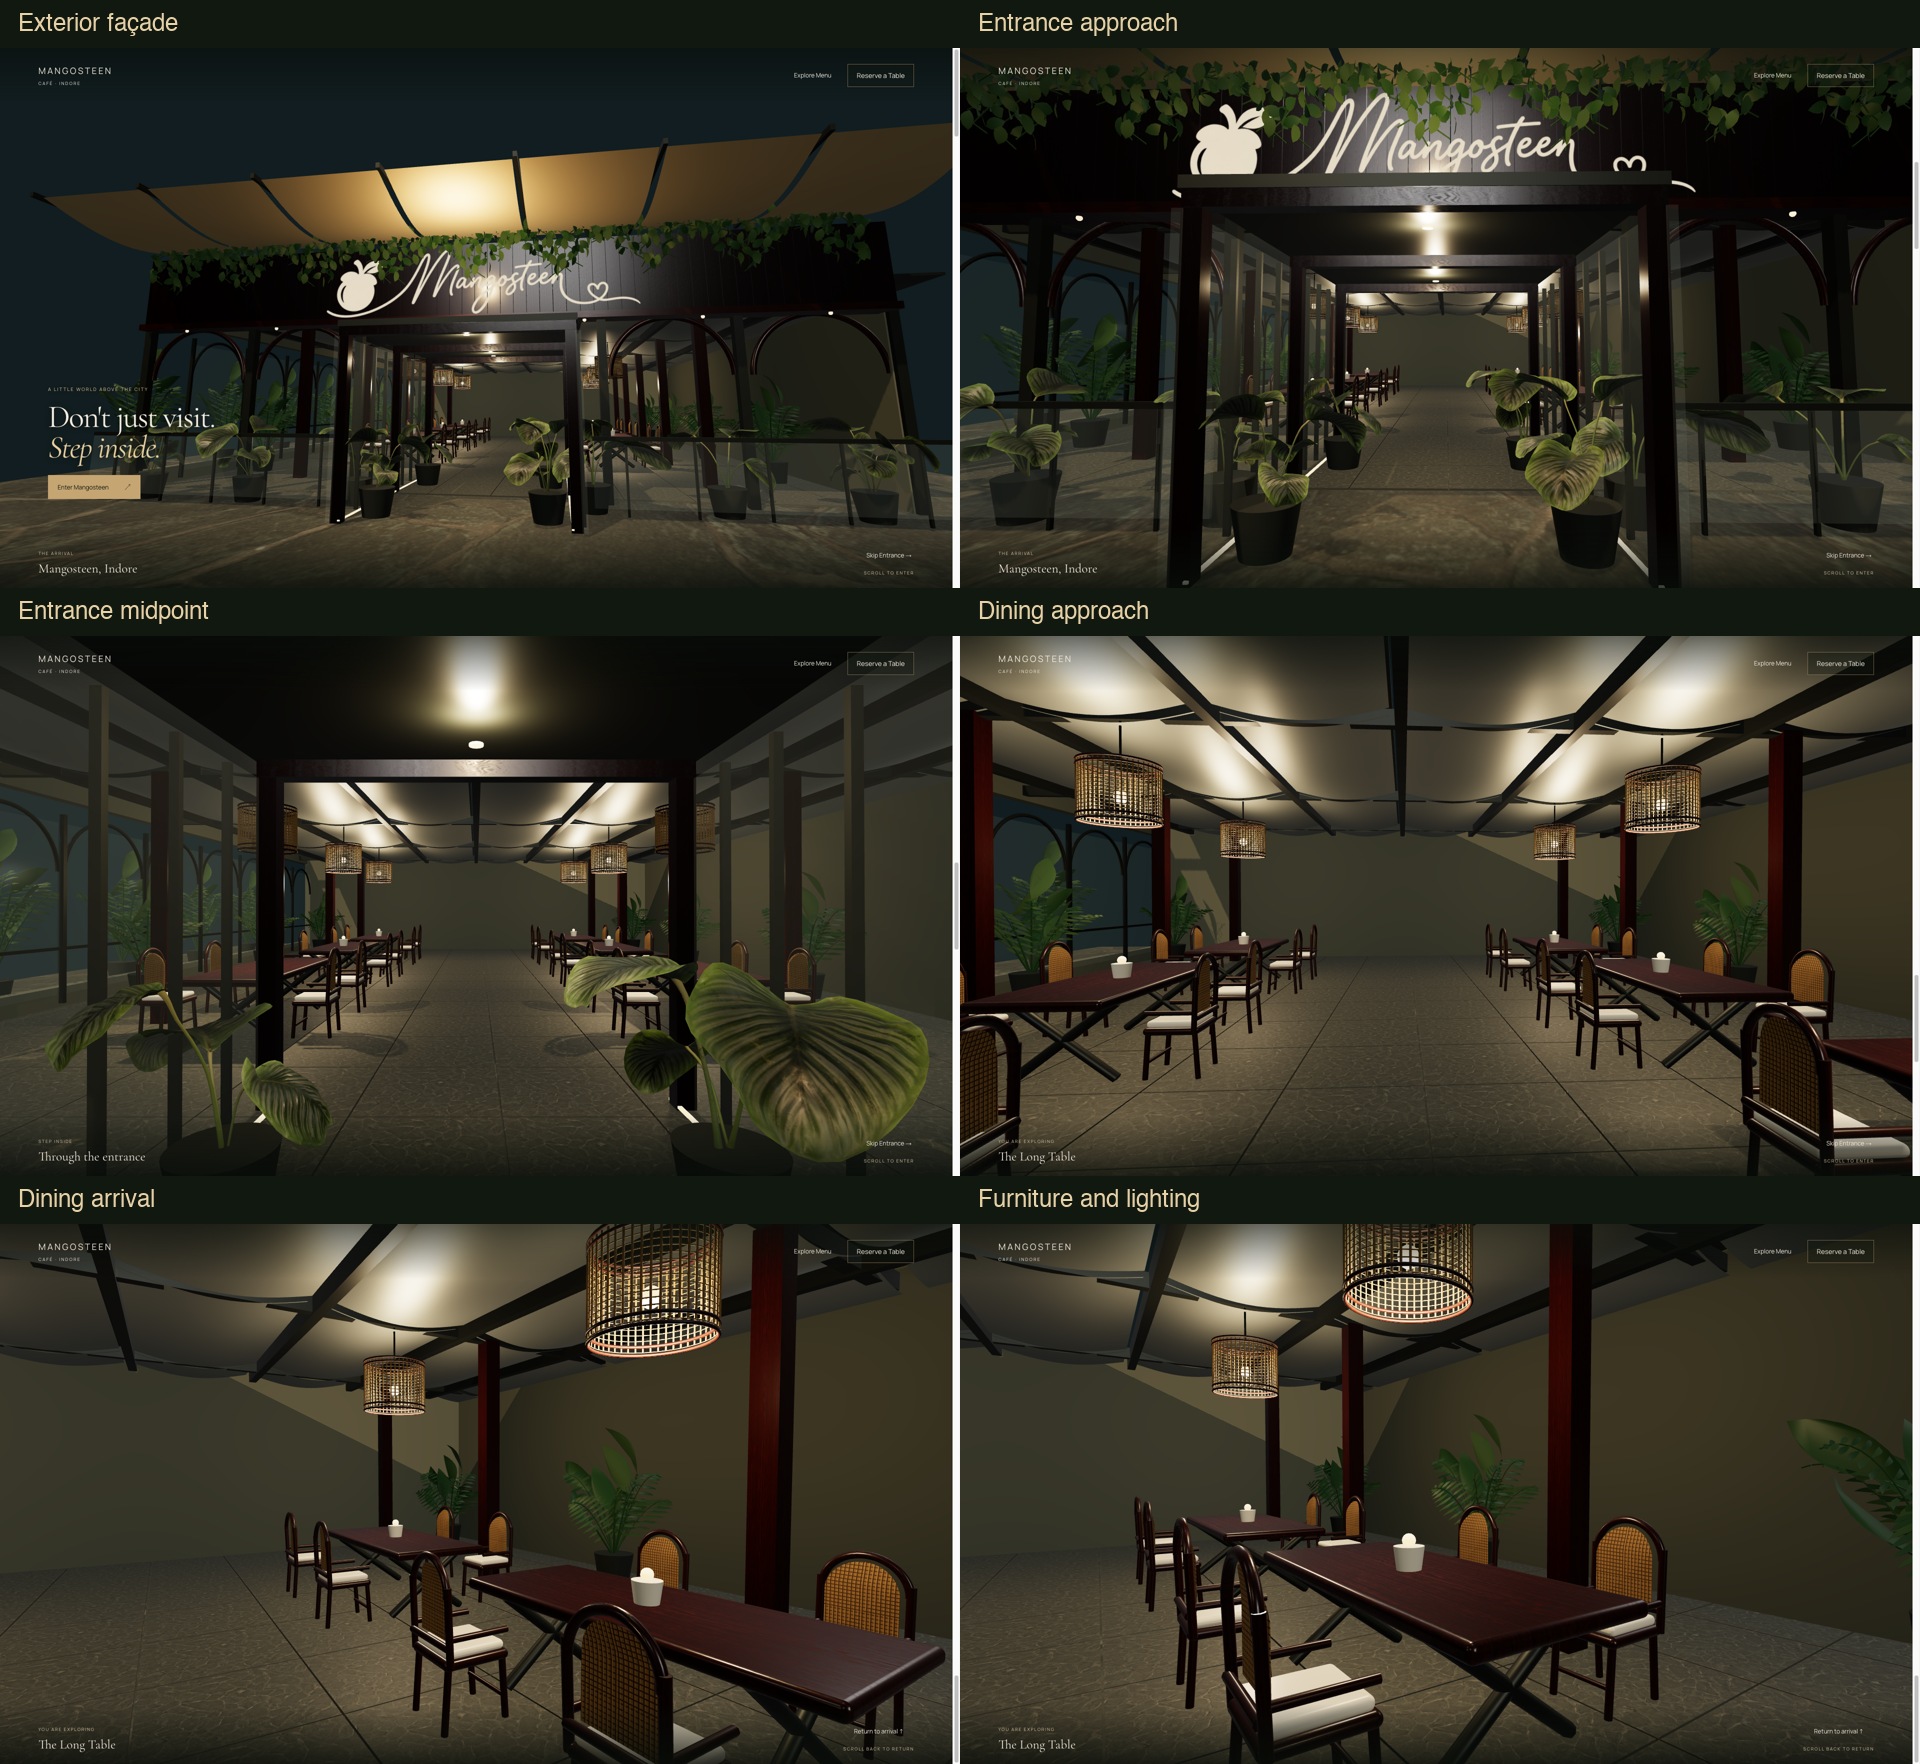 Exterior façade
MANGOSTEEN
CAFÉ · INDORE
Explore Menu
Reserve a Table
Mangosteen
A LITTLE WORLD ABOVE THE CITY
Don't just visit.
Step inside.
Enter Mangosteen ↗
THE ARRIVAL
Mangosteen, Indore
Skip Entrance →
SCROLL TO ENTER
Entrance approach
MANGOSTEEN
CAFÉ · INDORE
Explore Menu
Reserve a Table
Mangosteen
THE ARRIVAL
Mangosteen, Indore
Skip Entrance →
SCROLL TO ENTER
Entrance midpoint
MANGOSTEEN
CAFÉ · INDORE
Explore Menu
Reserve a Table
STEP INSIDE
Through the entrance
Skip Entrance →
SCROLL TO ENTER
Dining approach
MANGOSTEEN
CAFÉ · INDORE
Explore Menu
Reserve a Table
YOU ARE EXPLORING
The Long Table
Skip Entrance →
SCROLL TO ENTER
Dining arrival
MANGOSTEEN
CAFÉ · INDORE
Explore Menu
Reserve a Table
YOU ARE EXPLORING
The Long Table
Return to arrival ↑
SCROLL BACK TO RETURN
Furniture and lighting
MANGOSTEEN
CAFÉ · INDORE
Explore Menu
Reserve a Table
YOU ARE EXPLORING
The Long Table
Return to arrival ↑
SCROLL BACK TO RETURN